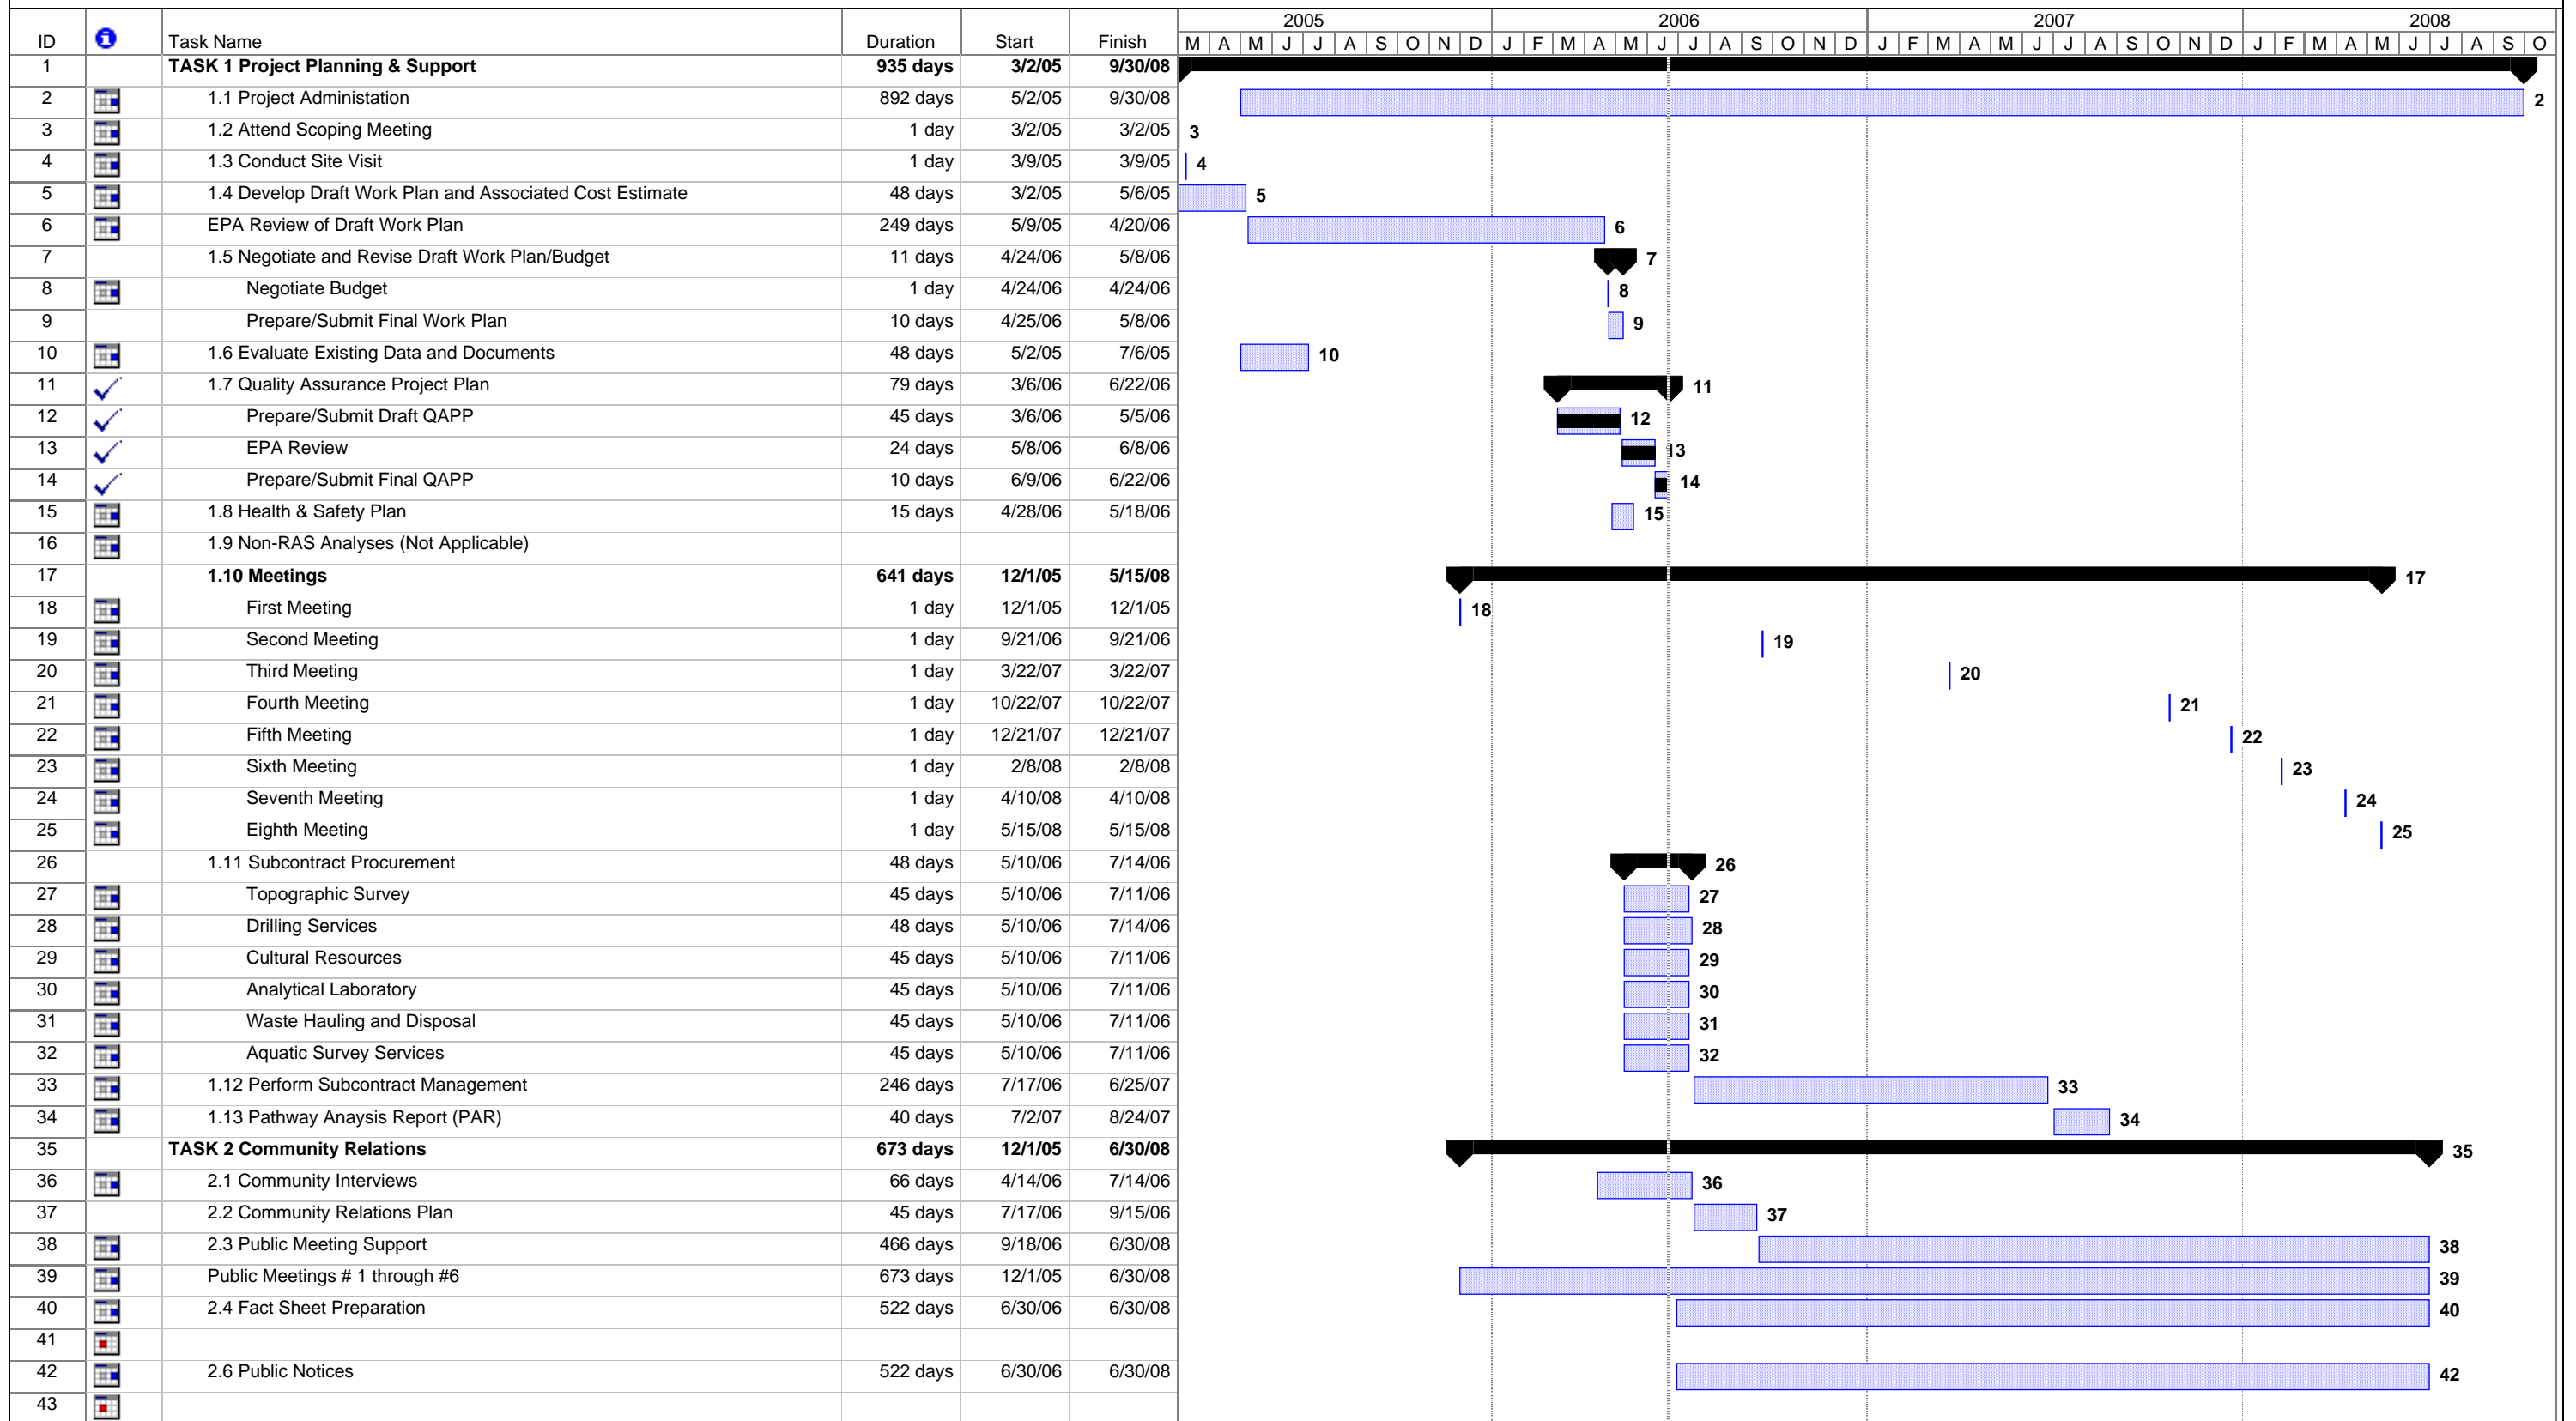 2005 2006 2007 2008
ID Task Name Duration Start Finish M A M J J A S O N D J F M A M J J A S O N D J F M A M J J A S O N D J F M A M J J A S O
1 TASK 1 Project Planning & Support 935 days 3/2/05 9/30/08
2 1.1 Project Administation 892 days 5/2/05 9/30/08 2
3 1.2 Attend Scoping Meeting 1 day 3/2/05 3/2/05 3
4 1.3 Conduct Site Visit 1 day 3/9/05 3/9/05 4
5 1.4 Develop Draft Work Plan and Associated Cost Estimate 48 days 3/2/05 5/6/05 5
6 EPA Review of Draft Work Plan 249 days 5/9/05 4/20/06 6
7 1.5 Negotiate and Revise Draft Work Plan/Budget 11 days 4/24/06 5/8/06 7
8 Negotiate Budget 1 day 4/24/06 4/24/06 8
9 Prepare/Submit Final Work Plan 10 days 4/25/06 5/8/06 9
10 1.6 Evaluate Existing Data and Documents 48 days 5/2/05 7/6/05 10
11 1.7 Quality Assurance Project Plan 79 days 3/6/06 6/22/06 11
12 Prepare/Submit Draft QAPP 45 days 3/6/06 5/5/06 12
13 EPA Review 24 days 5/8/06 6/8/06 13
14 Prepare/Submit Final QAPP 10 days 6/9/06 6/22/06 14
15 1.8 Health & Safety Plan 15 days 4/28/06 5/18/06 15
16 1.9 Non-RAS Analyses (Not Applicable)
17 1.10 Meetings 641 days 12/1/05 5/15/08 17
18 First Meeting 1 day 12/1/05 12/1/05 18
19 Second Meeting 1 day 9/21/06 9/21/06 19
20 Third Meeting 1 day 3/22/07 3/22/07 20
21 Fourth Meeting 1 day 10/22/07 10/22/07 21
22 Fifth Meeting 1 day 12/21/07 12/21/07 22
23 Sixth Meeting 1 day 2/8/08 2/8/08 23
24 Seventh Meeting 1 day 4/10/08 4/10/08 24
25 Eighth Meeting 1 day 5/15/08 5/15/08 25
26 1.11 Subcontract Procurement 48 days 5/10/06 7/14/06 26
27 Topographic Survey 45 days 5/10/06 7/11/06 27
28 Drilling Services 48 days 5/10/06 7/14/06 28
29 Cultural Resources 45 days 5/10/06 7/11/06 29
30 Analytical Laboratory 45 days 5/10/06 7/11/06 30
31 Waste Hauling and Disposal 45 days 5/10/06 7/11/06 31
32 Aquatic Survey Services 45 days 5/10/06 7/11/06 32
33 1.12 Perform Subcontract Management 246 days 7/17/06 6/25/07 33
34 1.13 Pathway Anaysis Report (PAR) 40 days 7/2/07 8/24/07 34
35 TASK 2 Community Relations 673 days 12/1/05 6/30/08 35
36 2.1 Community Interviews 66 days 4/14/06 7/14/06 36
37 2.2 Community Relations Plan 45 days 7/17/06 9/15/06 37
38 2.3 Public Meeting Support 466 days 9/18/06 6/30/08 38
39 Public Meetings # 1 through #6 673 days 12/1/05 6/30/08 39
40 2.4 Fact Sheet Preparation 522 days 6/30/06 6/30/08 40
41
42 2.6 Public Notices 522 days 6/30/06 6/30/08 42
43